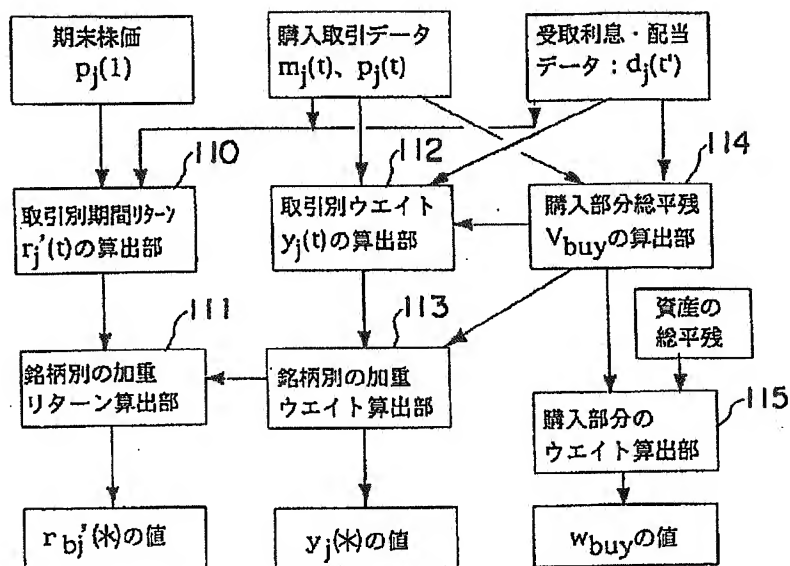 期末株価
pj(1)
購入取引データ
mj(t)、pj(t)
受取利息・配当
データ：dj(t')
110
112
114
取引別期間リターン
rj'(t)の算出部
取引別ウエイト
yj(t)の算出部
購入部分総平残
Vbuyの算出部
111
113
資産の
総平残
銘柄別の加重
リターン算出部
銘柄別の加重
ウエイト算出部
115
購入部分の
ウエイト算出部
rbj'(*)の値
yj(*)の値
wbuyの値